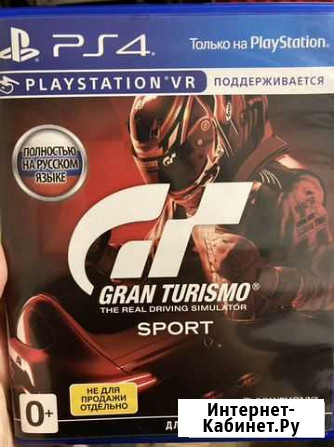 PS4
Только на PlayStation
PLAYSTATION®VR
ПОДДЕРЖИВАЕТСЯ
ПОЛНОСТЬЮ
НА РУССКОМ
ЯЗЫКЕ
GT
GRAN TURISMO®
THE REAL DRIVING SIMULATOR
SPORT
НЕ ДЛЯ
ПРОДАЖИ
ОТДЕЛЬНО
0+
Интернет-
Кабинет.Ру